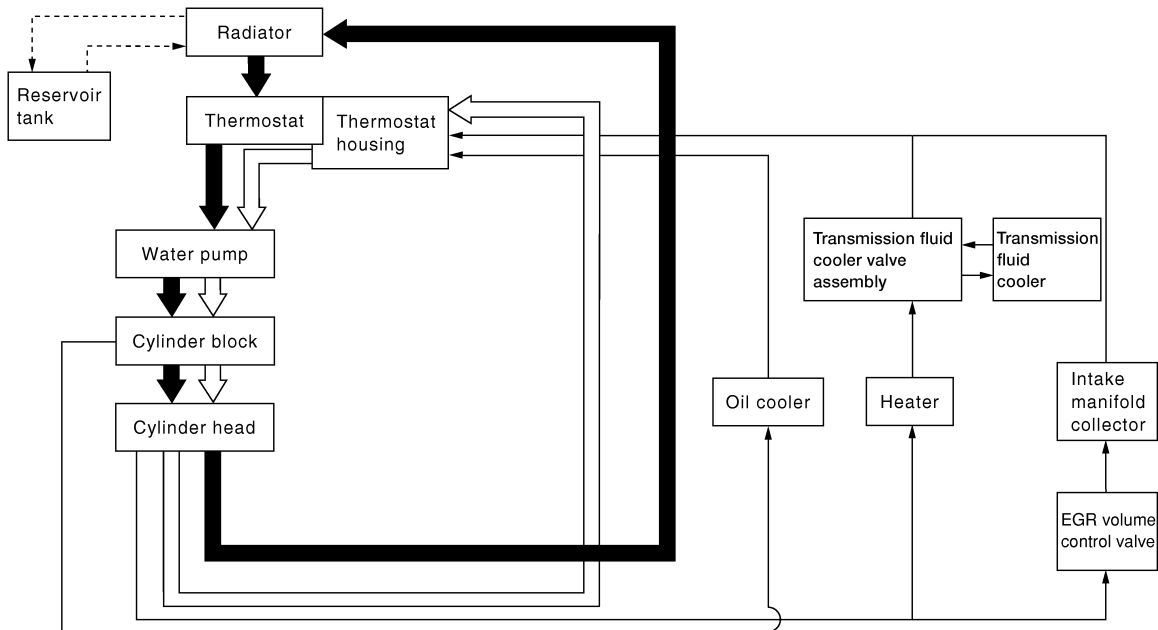 Radiator
Reservoir
tank
Thermostat
Thermostat
housing
Water pump
Transmission fluid
cooler valve
assembly
Transmission
fluid
cooler
Cylinder block
Cylinder head
Oil cooler
Heater
Intake
manifold
collector
EGR volume
control valve